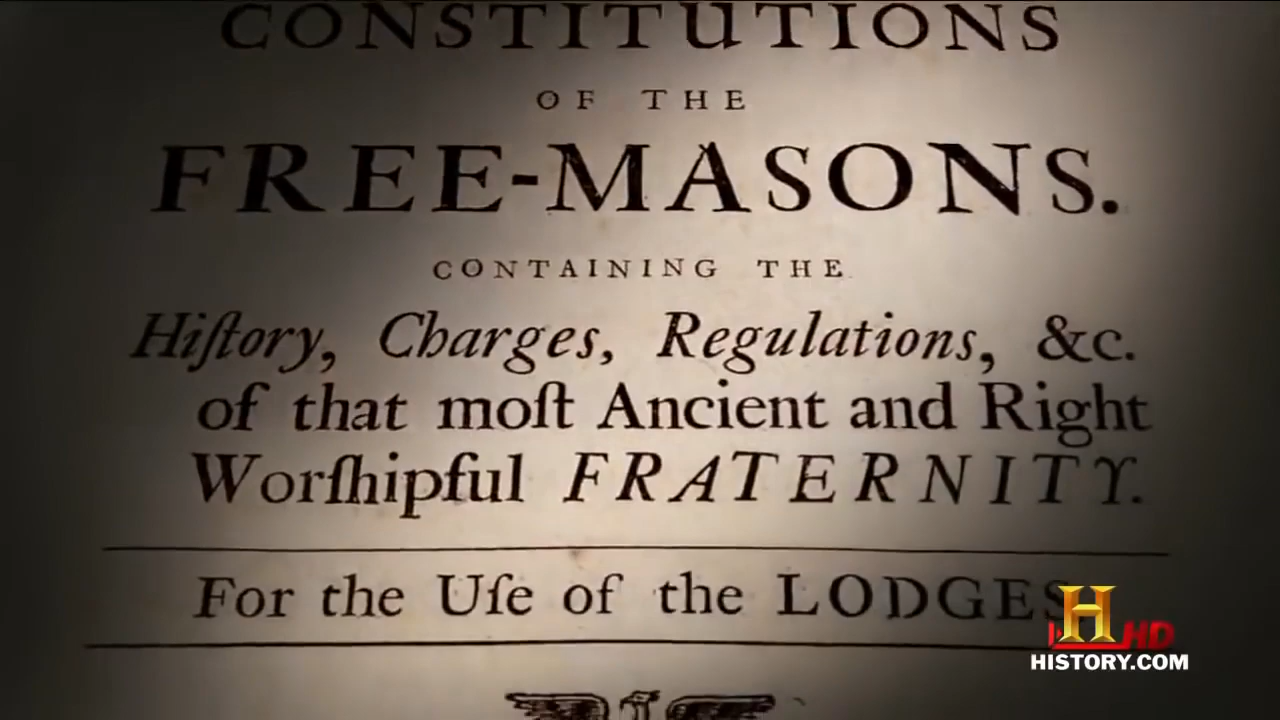 CONSTITUTIONS
OF THE
FREE-MASONS.
CONTAINING THE
Hiſtory, Charges, Regulations, &c.
of that moſt Ancient and Right
Worſhipful FRATERNITY.
For the Uſe of the LODGES
H
HD
HISTORY.COM